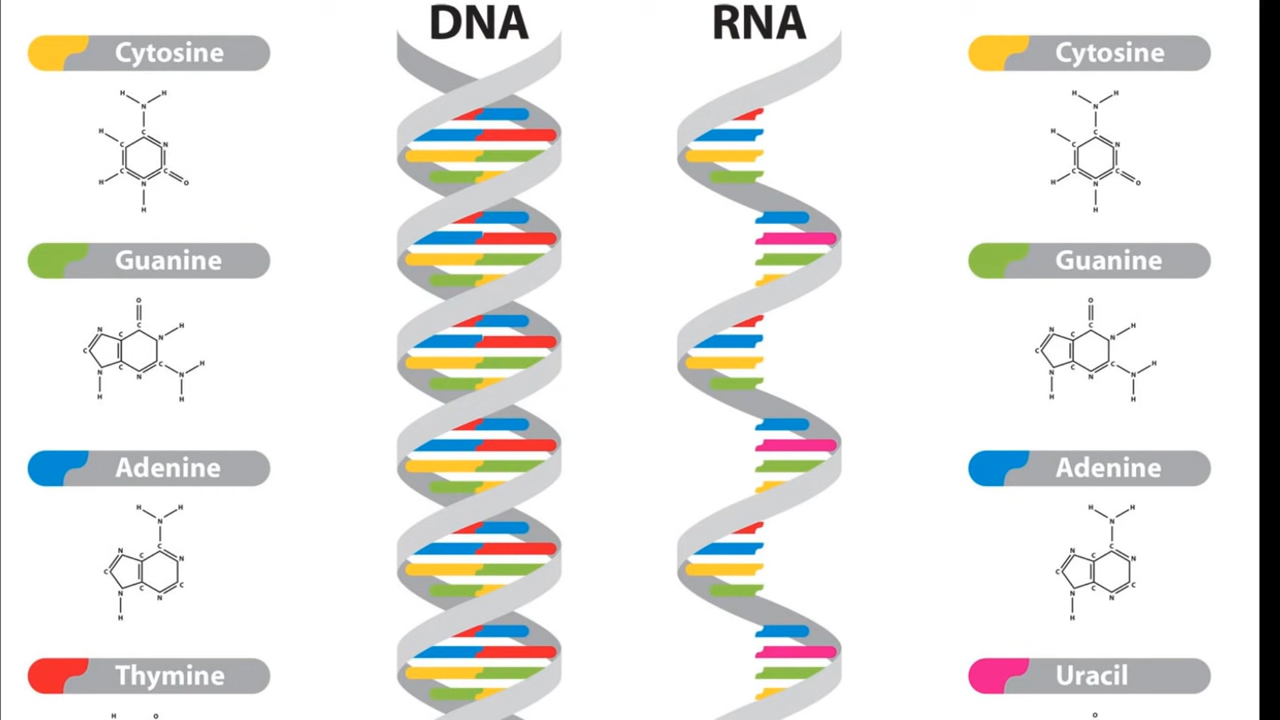 DNA
RNA
Cytosine
H H
N
H C
C N
C C
H N O
H
Guanine
O
C H
N C N
C
C N C H
N N
H H
Adenine
H H
N
C
N C N
C
C C
N N
H
Thymine
H O
Cytosine
H H
N
H C
C N
C C
H N O
H
Guanine
O
C H
N C N
C
C C H
N N N
H H
Adenine
H H
N
C
N C N
C
C C
N N
H
Uracil
O